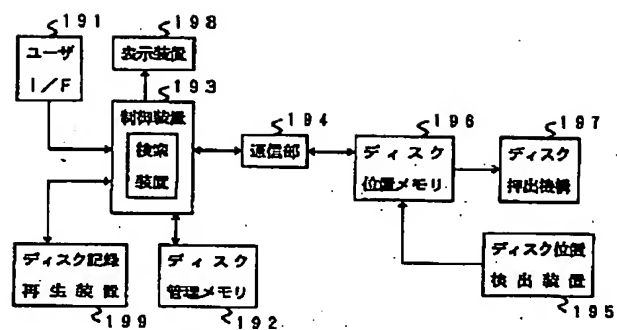 191
ユーザ
I/F
198
表示装置
193
制御装置
検索
装置
194
通信部
196
ディスク
位置メモリ
197
ディスク
押出機構
ディスク記録
再生装置
199
ディスク
管理メモリ
192
ディスク位置
検出装置
195